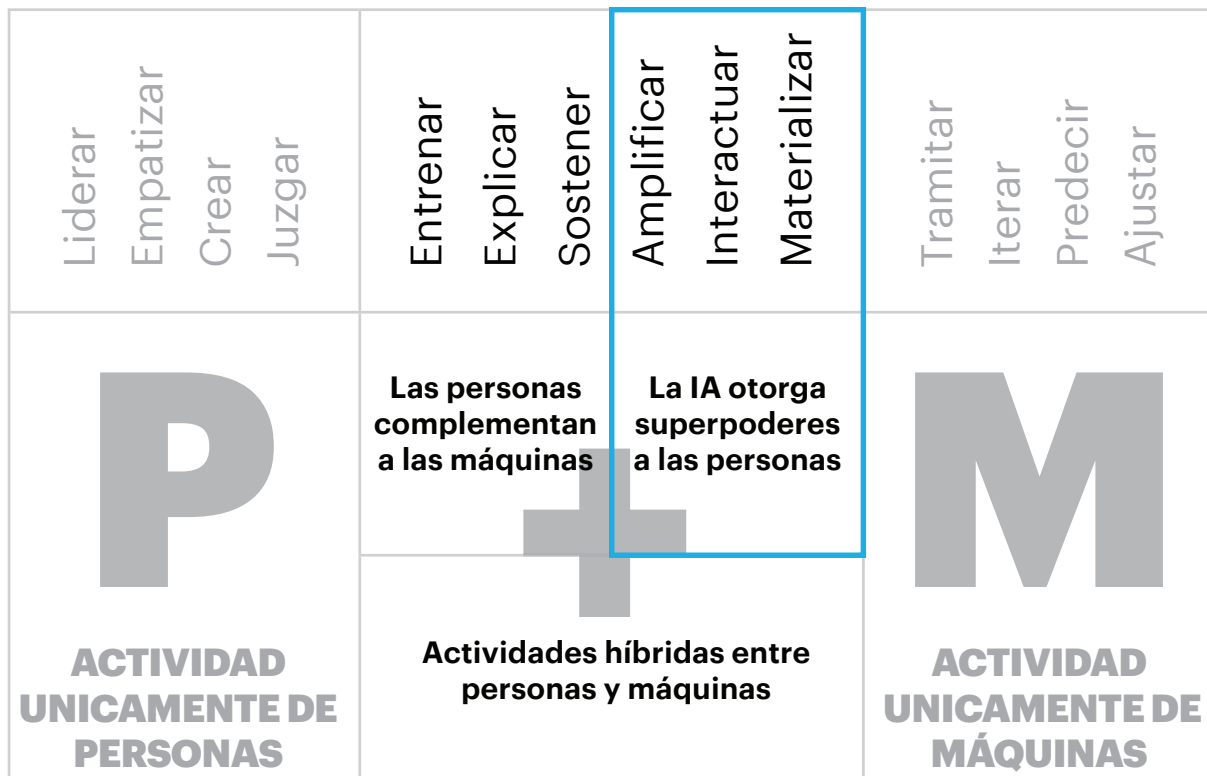 Liderar
Empatizar
Crear
Juzgar
Entrenar
Explicar
Sostener
Amplificar
Interactuar
Materializar
Tramitar
Iterar
Predecir
Ajustar
P
Las personas
complementan
a las máquinas
La IA otorga
superpoderes
a las personas
+
M
ACTIVIDAD
UNICAMENTE DE
PERSONAS
Actividades híbridas entre
personas y máquinas
ACTIVIDAD
UNICAMENTE DE
MÁQUINAS